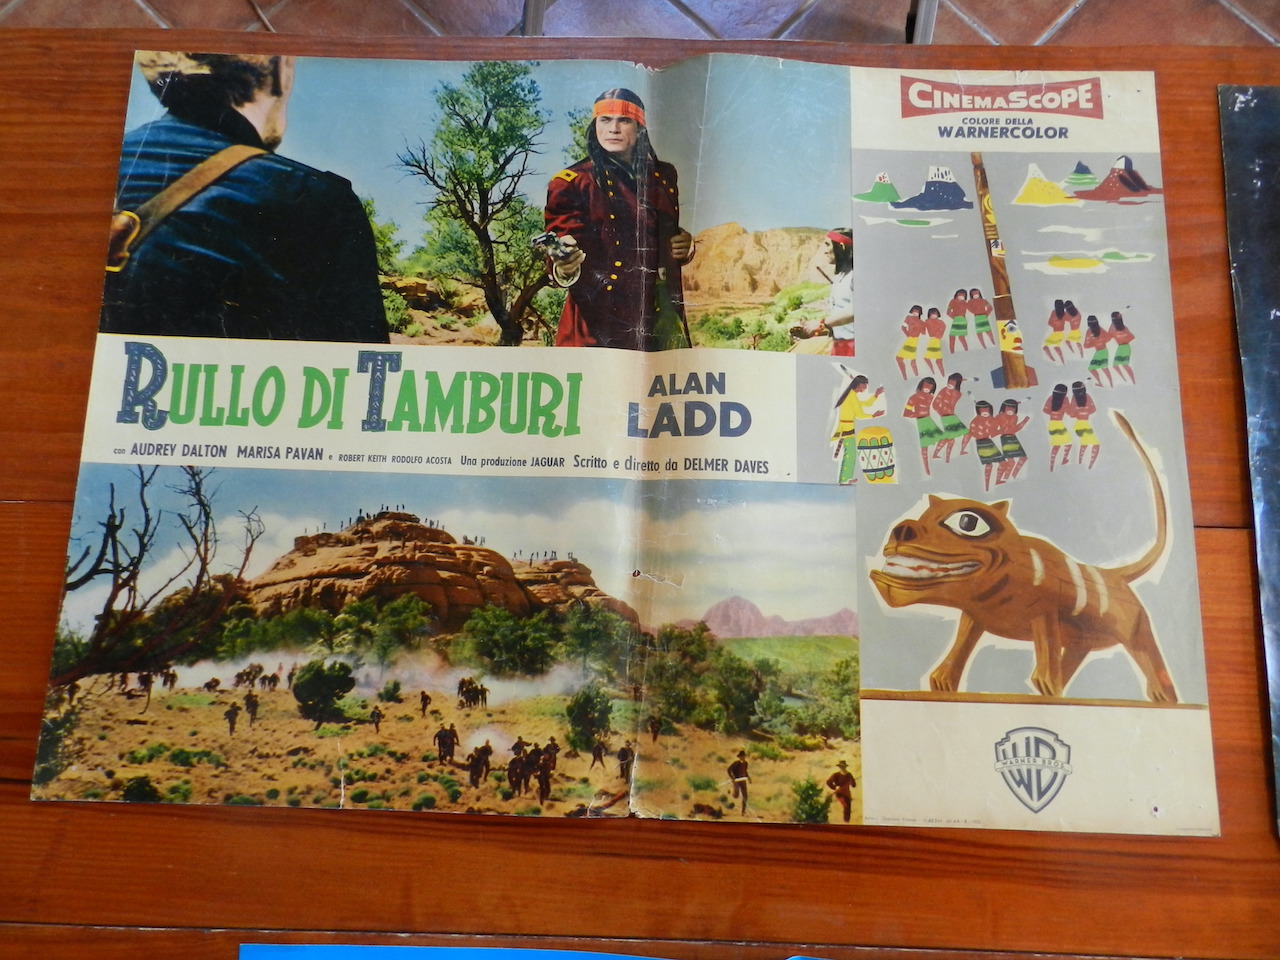 CINEMASCOPE
COLORE DELLA
WARNERCOLOR
RULLO DI TAMBURI
ALAN
LADD
con AUDREY DALTON MARISA PAVAN e ROBERT KEITH RODOLFO ACOSTA Una produzione JAGUAR Scritto e diretto da DELMER DAVES
WB
WARNER BROS.